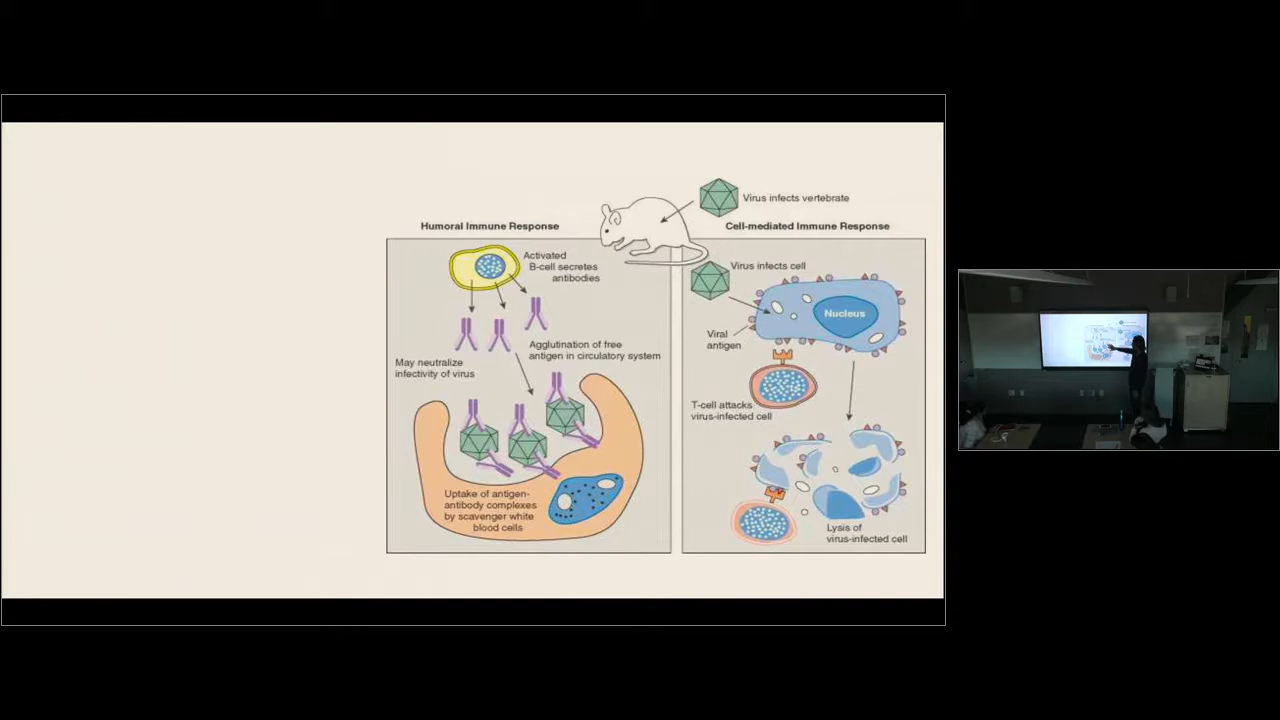 Virus infects vertebrate
Humoral Immune Response
Activated
B-cell secretes
antibodies
Agglutination of free
antigen in circulatory system
May neutralize
infectivity of virus
Uptake of antigen-
antibody complexes
by scavenger white
blood cells
Cell-mediated Immune Response
Virus infects cell
Nucleus
Viral
antigen
T-cell attacks
virus-infected cell
Lysis of
virus-infected cell